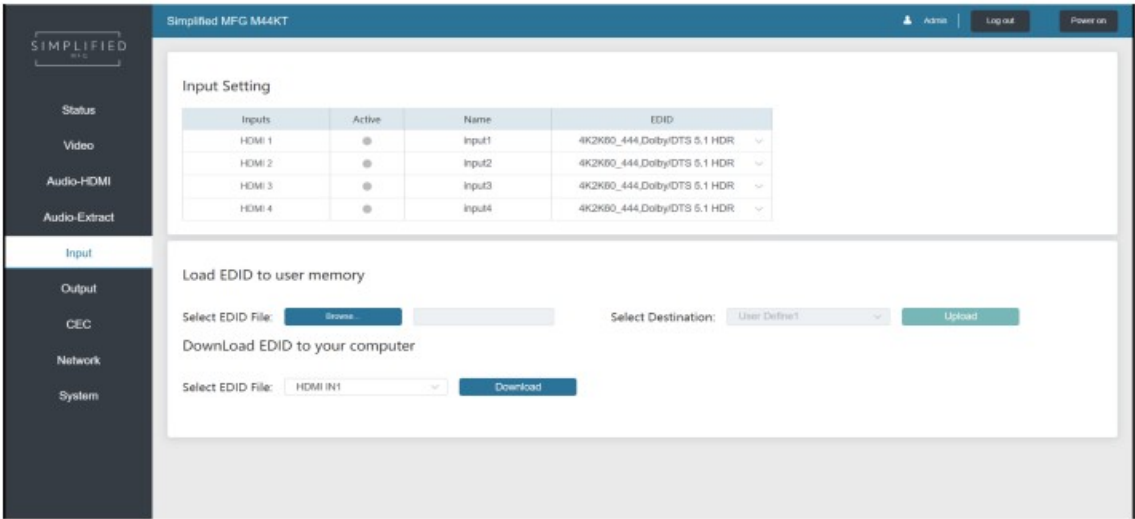 Simplified MFG M44KT
Admin
Log out
Power on
SIMPLIFIED
MFG
Status
Video
Audio-HDMI
Audio-Extract
Input
Output
CEC
Network
System
Input Setting
Inputs Active Name EDID
HDMI 1 Input1 4K2K60_444,Dolby/DTS 5.1 HDR
HDMI 2 Input2 4K2K60_444,Dolby/DTS 5.1 HDR
HDMI 3 Input3 4K2K60_444,Dolby/DTS 5.1 HDR
HDMI 4 Input4 4K2K60_444,Dolby/DTS 5.1 HDR
Load EDID to user memory
Select EDID File: Browse... Select Destination: User Define1 Upload
DownLoad EDID to your computer
Select EDID File: HDMI IN1 Download